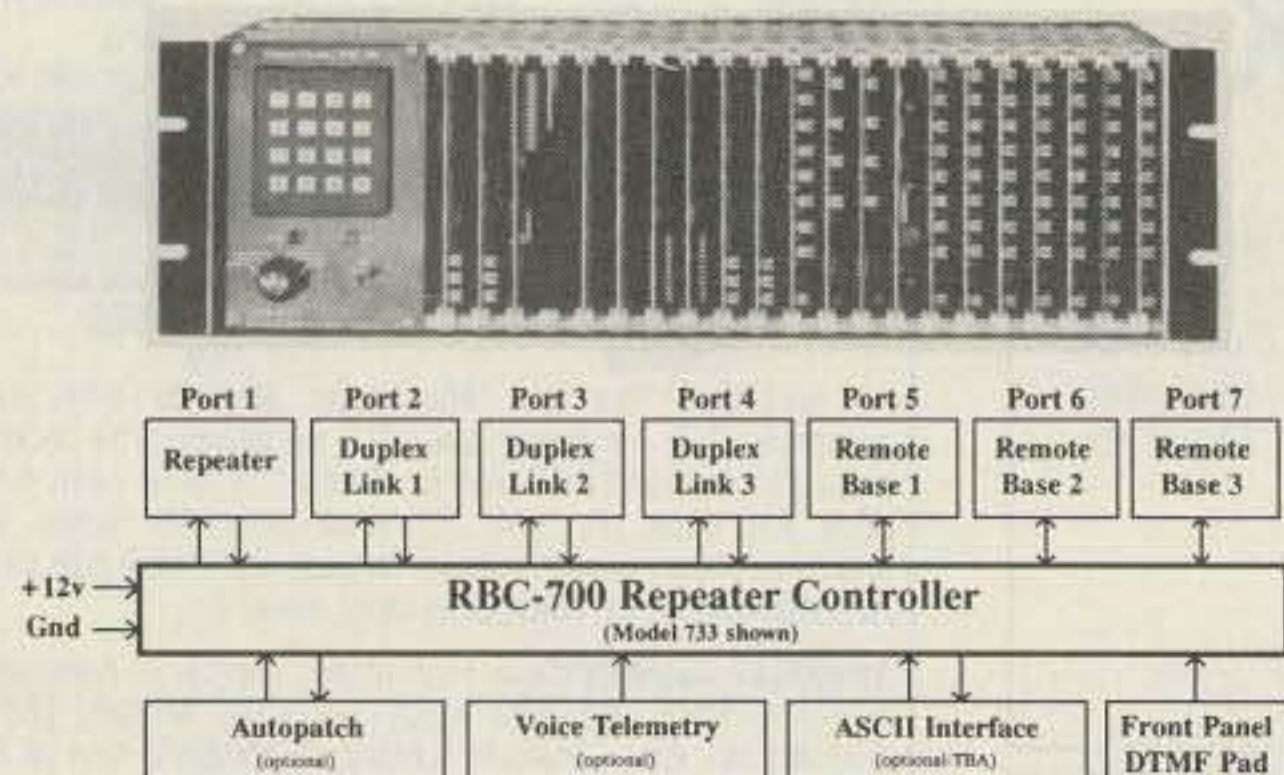 Port 1 Port 2 Port 3 Port 4 Port 5 Port 6 Port 7
Repeater
Duplex
Link 1
Duplex
Link 2
Duplex
Link 3
Remote
Base 1
Remote
Base 2
Remote
Base 3
+12v
Gnd
RBC-700 Repeater Controller
(Model 733 shown)
Autopatch
(optional)
Voice Telemetry
(optional)
ASCII Interface
(optional-TBA)
Front Panel
DTMF Pad